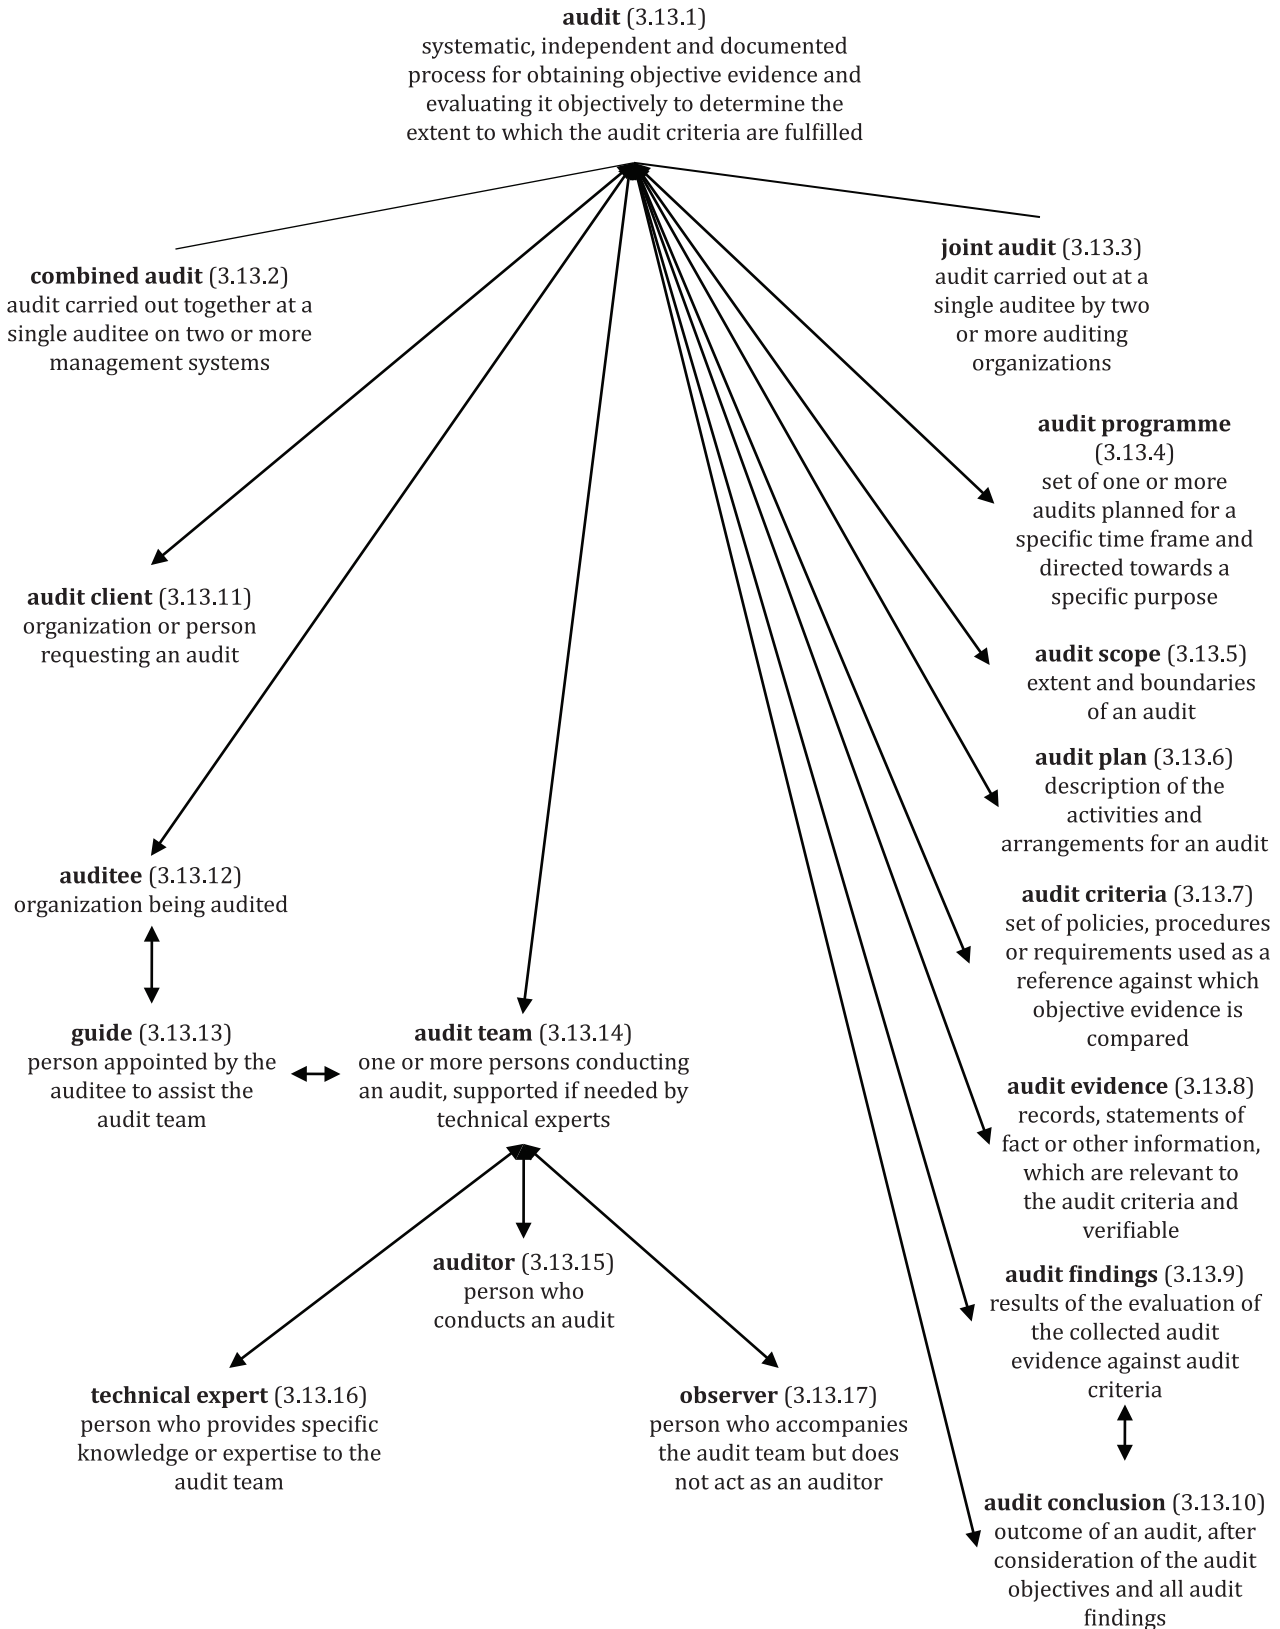 audit (3.13.1)
systematic, independent and documented
process for obtaining objective evidence and
evaluating it objectively to determine the
extent to which the audit criteria are fulfilled
combined audit (3.13.2)
audit carried out together at a
single auditee on two or more
management systems
joint audit (3.13.3)
audit carried out at a
single auditee by two
or more auditing
organizations
audit programme
(3.13.4)
set of one or more
audits planned for a
specific time frame and
directed towards a
specific purpose
audit client (3.13.11)
organization or person
requesting an audit
audit scope (3.13.5)
extent and boundaries
of an audit
audit plan (3.13.6)
description of the
activities and
arrangements for an audit
auditee (3.13.12)
organization being audited
audit criteria (3.13.7)
set of policies, procedures
or requirements used as a
reference against which
objective evidence is
compared
guide (3.13.13)
person appointed by the
auditee to assist the
audit team
audit team (3.13.14)
one or more persons conducting
an audit, supported if needed by
technical experts
audit evidence (3.13.8)
records, statements of
fact or other information,
which are relevant to
the audit criteria and
verifiable
auditor (3.13.15)
person who
conducts an audit
audit findings (3.13.9)
results of the evaluation of
the collected audit
evidence against audit
criteria
technical expert (3.13.16)
person who provides specific
knowledge or expertise to the
audit team
observer (3.13.17)
person who accompanies
the audit team but does
not act as an auditor
audit conclusion (3.13.10)
outcome of an audit, after
consideration of the audit
objectives and all audit
findings